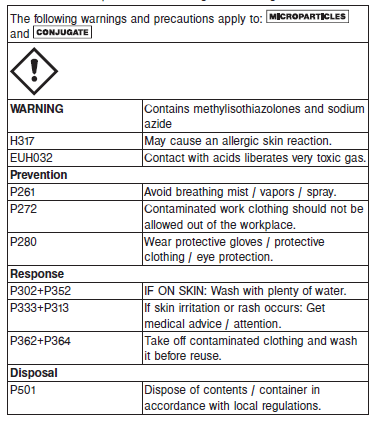 The following warnings and precautions apply to: MICROPARTICLES
and CONJUGATE
WARNING Contains methylisothiazolones and sodium
azide
H317 May cause an allergic skin reaction.
EUH032 Contact with acids liberates very toxic gas.
Prevention
P261 Avoid breathing mist / vapors / spray.
P272 Contaminated work clothing should not be
allowed out of the workplace.
P280 Wear protective gloves / protective
clothing / eye protection.
Response
P302+P352 IF ON SKIN: Wash with plenty of water.
P333+P313 If skin irritation or rash occurs: Get
medical advice / attention.
P362+P364 Take off contaminated clothing and wash
it before reuse.
Disposal
P501 Dispose of contents / container in
accordance with local regulations.